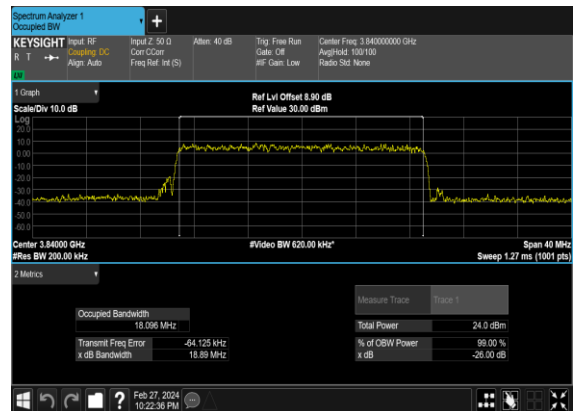 Spectrum Analyzer 1
Occupied BW
+
KEYSIGHT Input: RF Input Z: 50 Ω Atten: 40 dB Trig: Free Run Center Freq: 3.840000000 GHz
R T Coupling: DC Corr CCorr Gate: Off Avg|Hold: 100/100
Align: Auto Freq Ref: Int (S) #IF Gain: Low Radio Std: None
LW
1 Graph
Ref Lvl Offset 8.90 dB
Scale/Div 10.0 dB Ref Value 30.00 dBm
Log
20.0
10.0
0.00
-10.0
-20.0
-30.0
-40.0
-50.0
-60.0
Center 3.84000 GHz #Video BW 620.00 kHz* Span 40 MHz
#Res BW 200.00 kHz Sweep 1.27 ms (1001 pts)
2 Metrics
Measure Trace Trace 1
Occupied Bandwidth
18.096 MHz Total Power 24.0 dBm
Transmit Freq Error -64.125 kHz % of OBW Power 99.00 %
x dB Bandwidth 18.89 MHz x dB -26.00 dB
?
Feb 27, 2024
10:22:36 PM